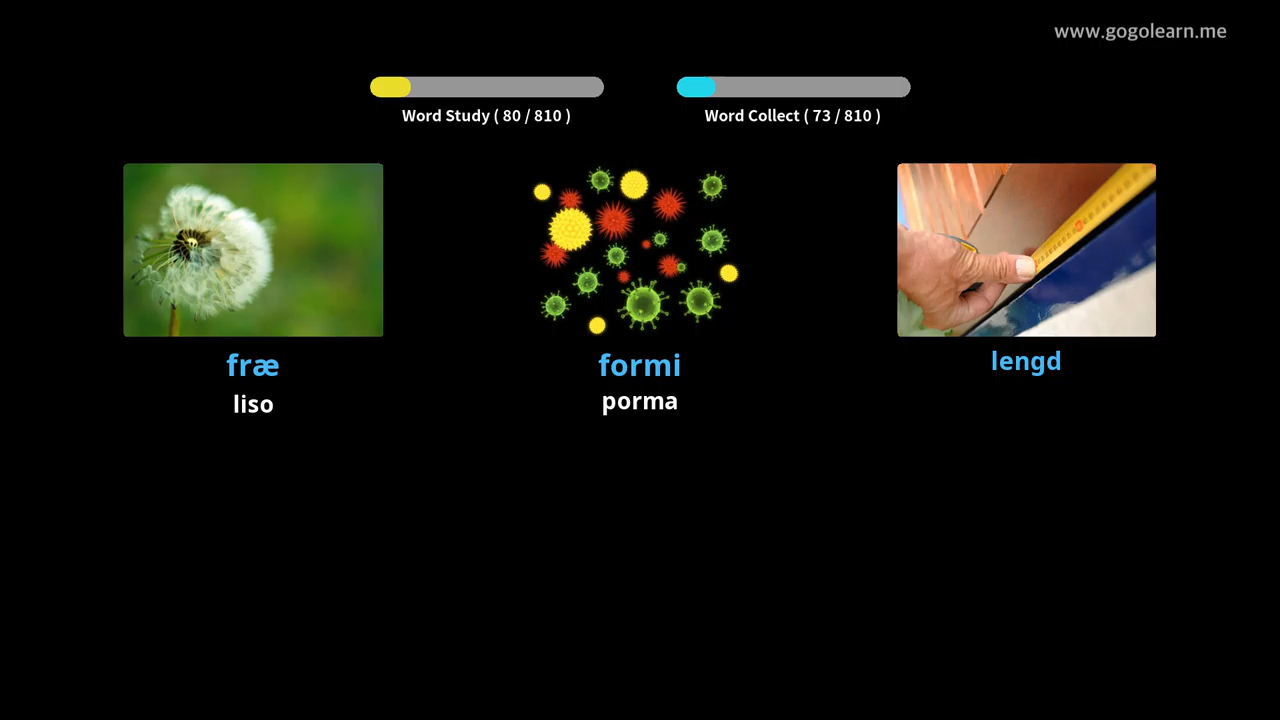 www.gogolearn.me
Word Study ( 80 / 810 )
Word Collect ( 73 / 810 )
fræ
liso
formi
porma
lengd